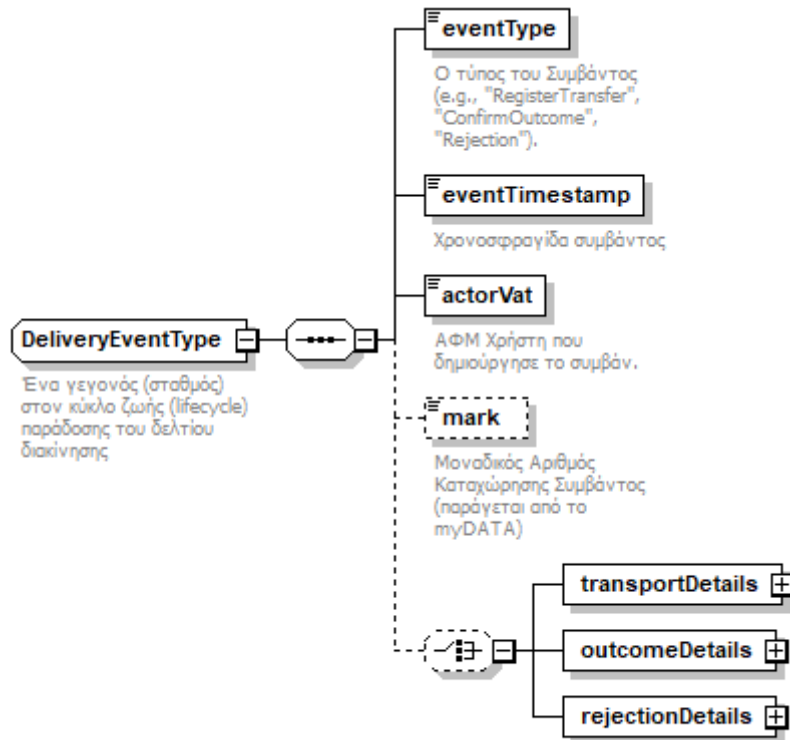 eventType
Ο τύπος του Συμβάντος
(e.g., "RegisterTransfer",
"ConfirmOutcome",
"Rejection").
eventTimestamp
Χρονοσφραγίδα συμβάντος
actorVat
ΑΦΜ Χρήστη που
δημιούργησε το συμβάν.
DeliveryEventType
Ένα γεγονός (σταθμός)
στον κύκλο ζωής (lifecycle)
παράδοσης του δελτίου
διακίνησης
mark
Μοναδικός Αριθμός
Καταχώρησης Συμβάντος
(παράγεται από το
myDATA)
transportDetails
outcomeDetails
rejectionDetails